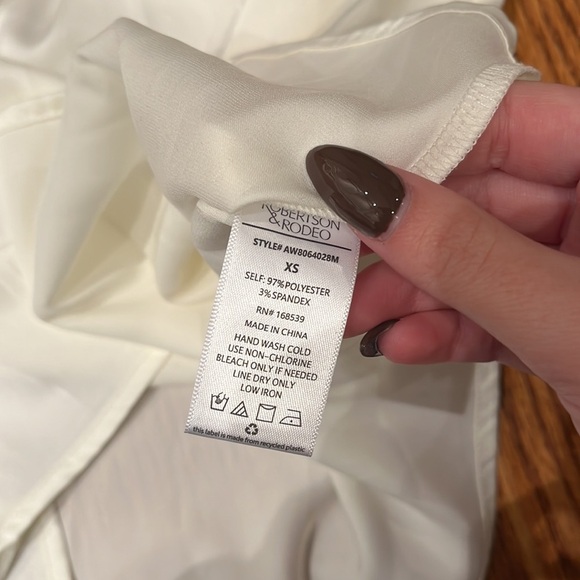 ROBERTSON
& RODEO
STYLE# AW8064028M
XS
SELF: 97% POLYESTER
3% SPANDEX
RN# 168539
MADE IN CHINA
HAND WASH COLD
USE NON-CHLORINE
BLEACH ONLY IF NEEDED
LINE DRY ONLY
LOW IRON
this label is made from recycled plastic